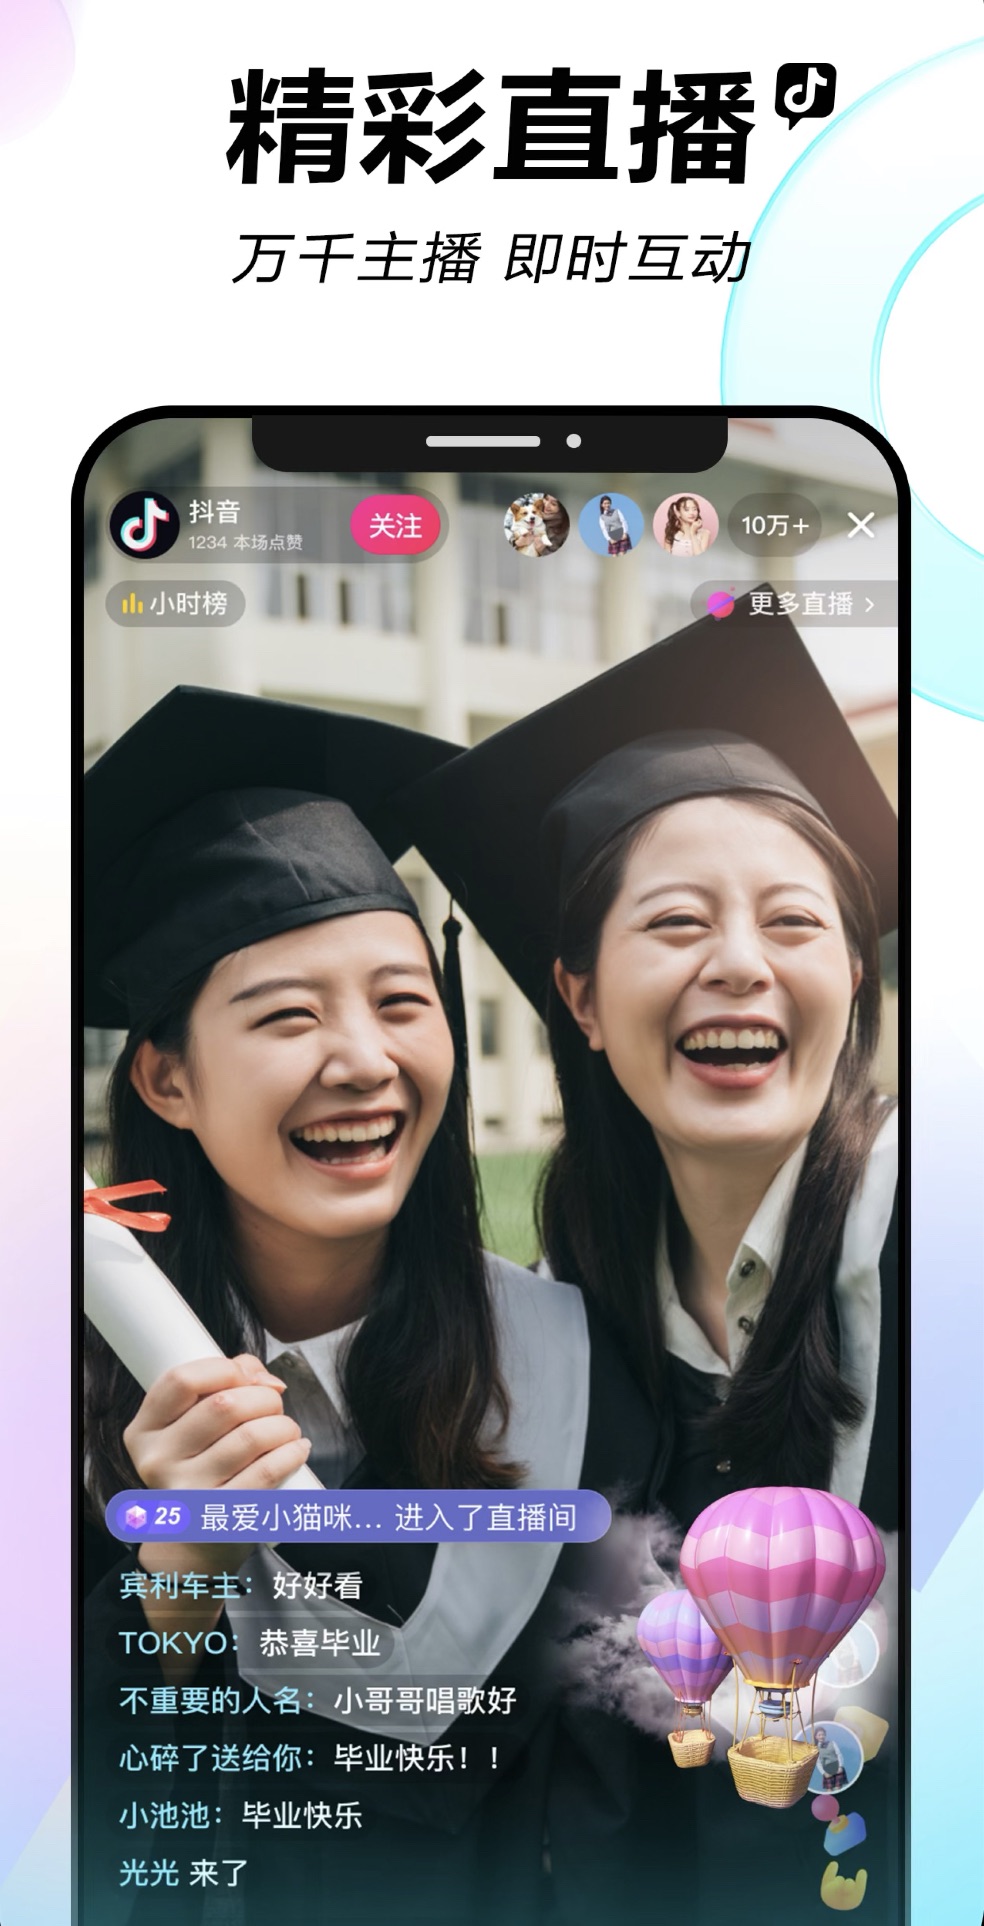 精彩直播
万千主播 即时互动
抖音
1234 本场点赞
关注
10万+
小时榜
更多直播
25 最爱小猫咪... 进入了直播间
宾利车主：好好看
TOKYO：恭喜毕业
不重要的人名：小哥哥唱歌好
心碎了送给你：毕业快乐！！
小池池：毕业快乐
光光 来了